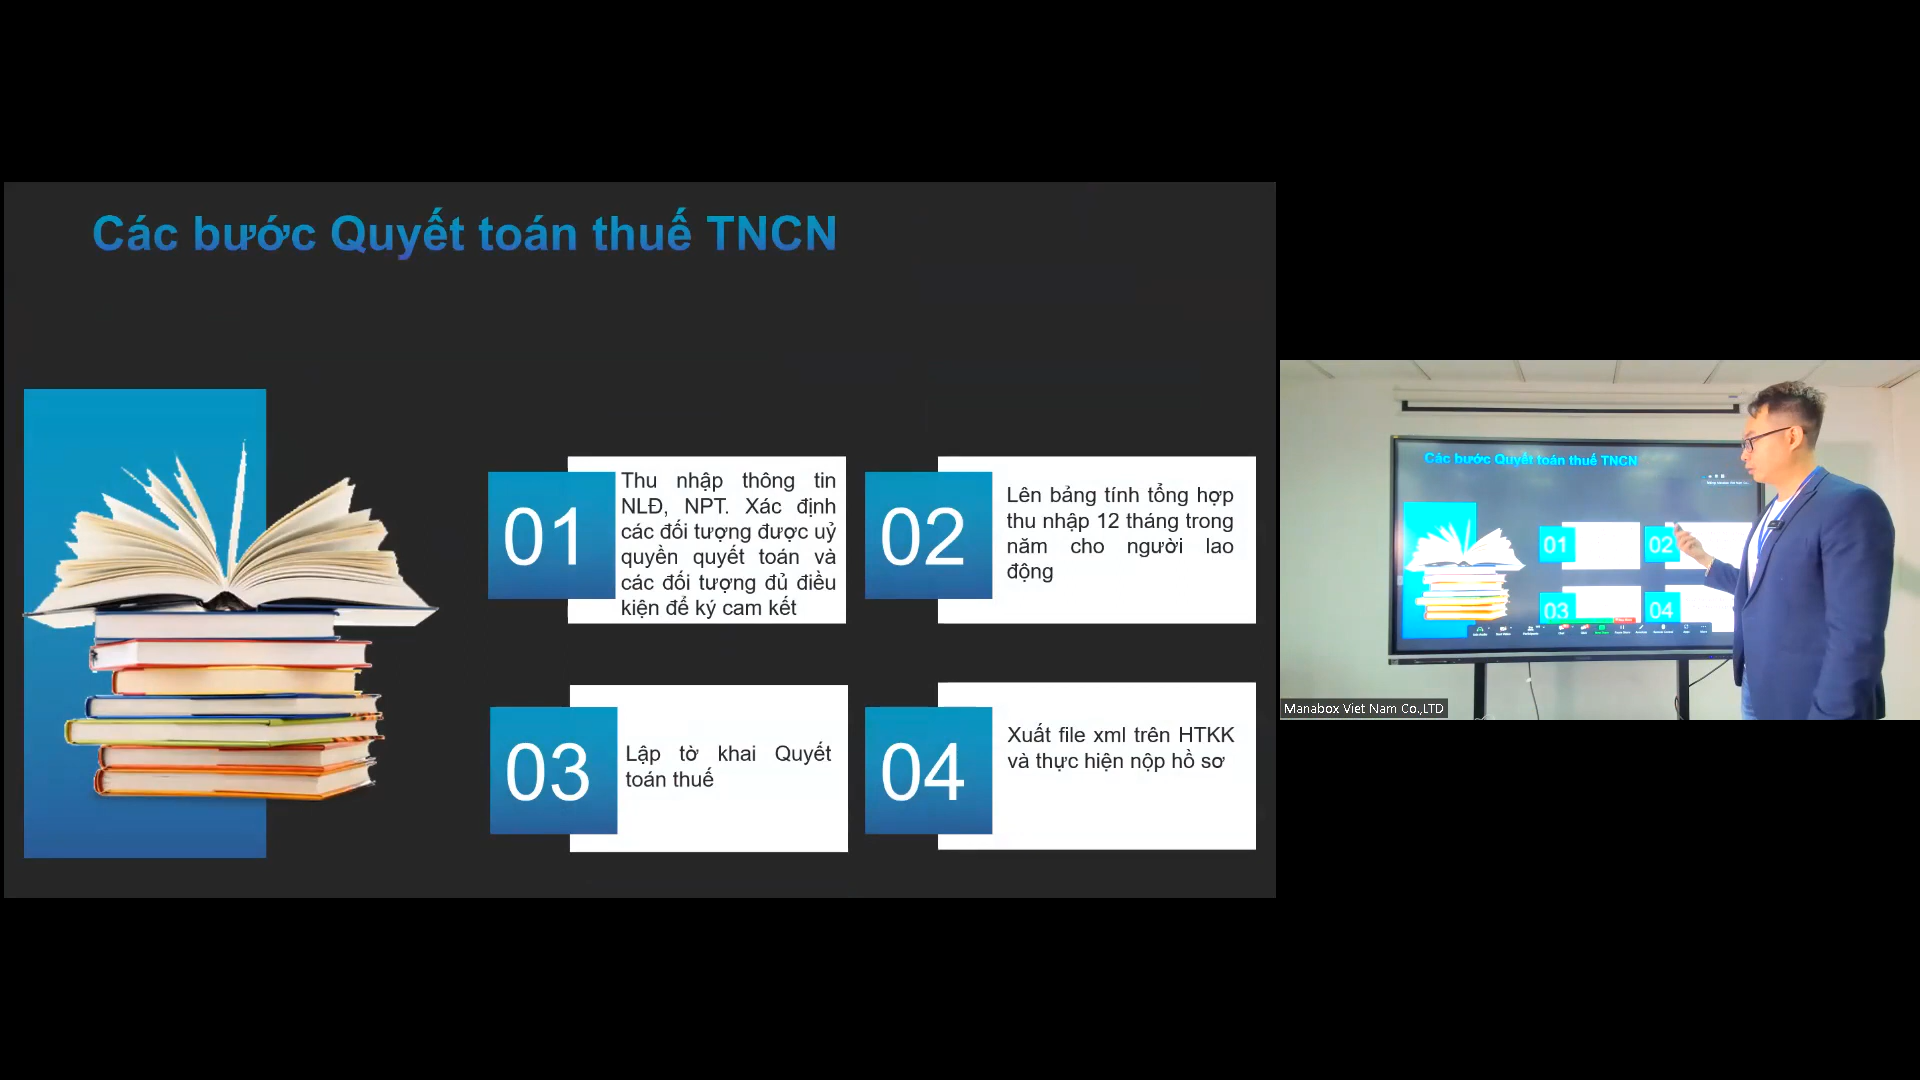 Các bước Quyết toán thuế TNCN
01
Thu nhập thông tin
NLĐ, NPT. Xác định
các đối tượng được uỷ
quyền quyết toán và
các đối tượng đủ điều
kiện để ký cam kết
02
Lên bảng tính tổng hợp
thu nhập 12 tháng trong
năm cho người lao
động
03
Lập tờ khai Quyết
toán thuế
04
Xuất file xml trên HTKK
và thực hiện nộp hồ sơ
Các bước Quyết toán thuế TNCN
01
02
03
04
Manabox Viet Nam Co.,LTD